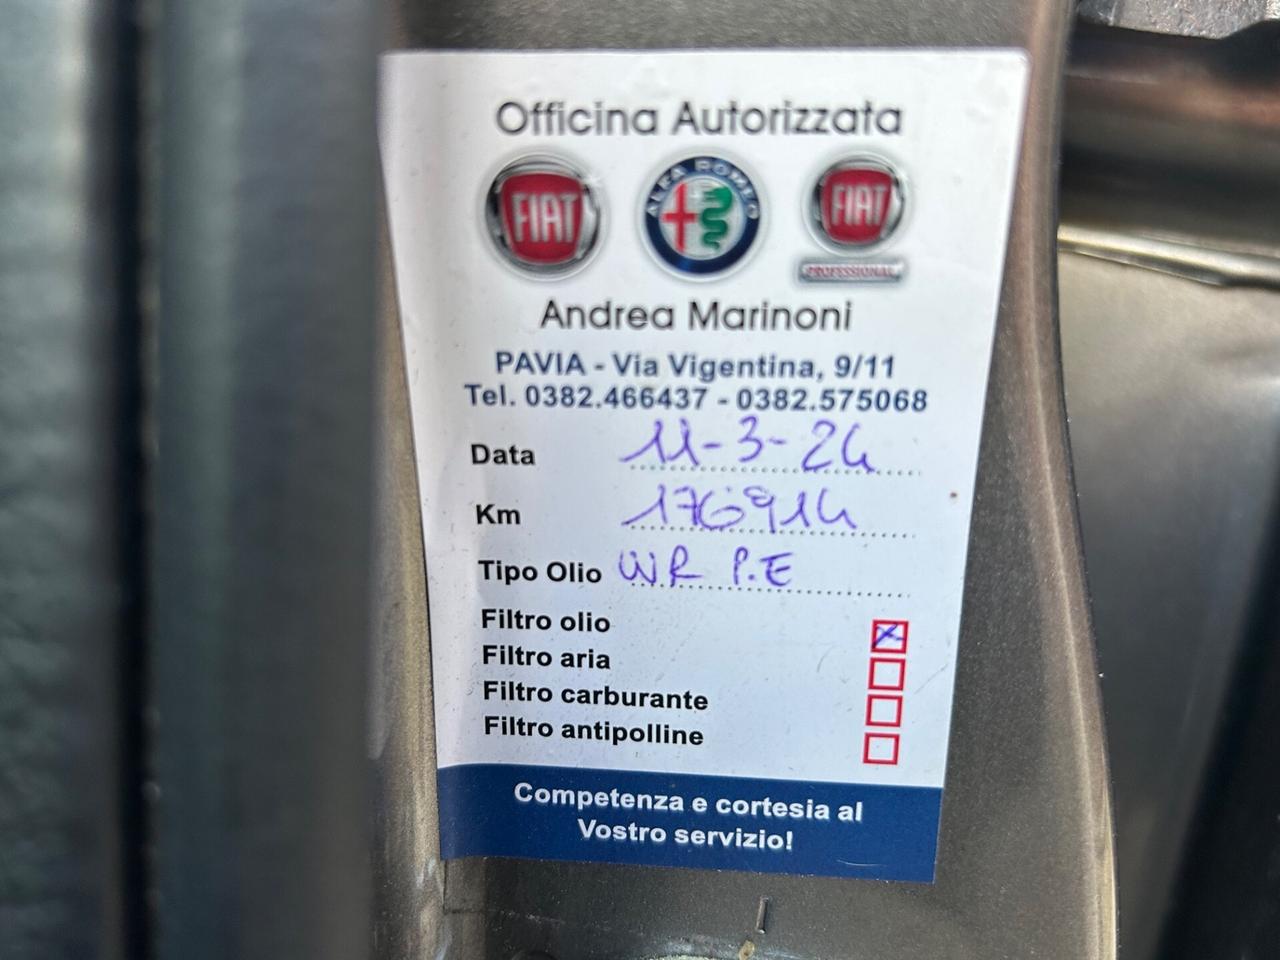 Officina Autorizzata
FIAT
ALFA ROMEO
FIAT
PROFESSIONAL
Andrea Marinoni
PAVIA - Via Vigentina, 9/11
Tel. 0382.466437 - 0382.575068
Data 11-3-24
Km 176914
Tipo Olio WR P.E
Filtro olio
Filtro aria
Filtro carburante
Filtro antipolline
Competenza e cortesia al
Vostro servizio!